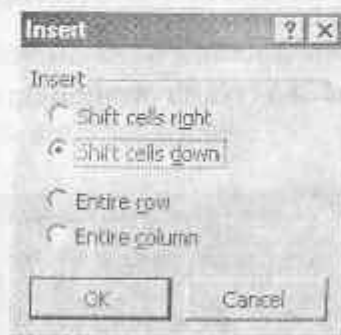 Insert
Insert
Shift cells right
Shift cells down
Entire row
Entire column
OK
Cancel